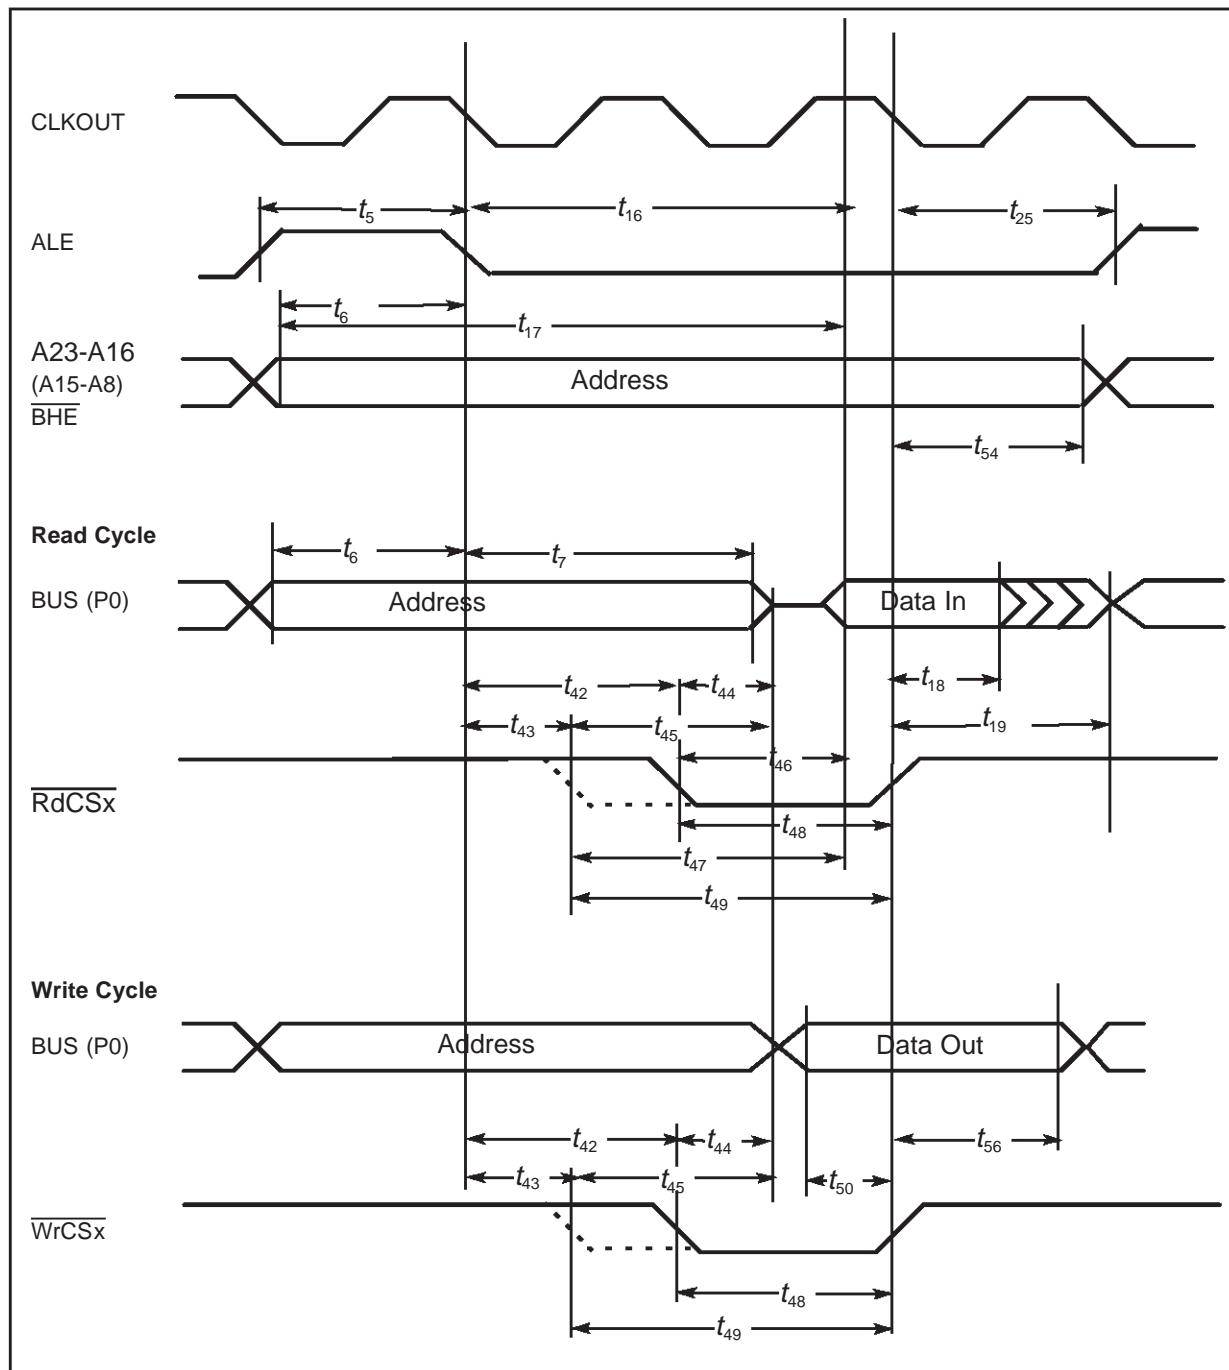 CLKOUT
t5
t16
t25
ALE
t6
t17
A23-A16
(A15-A8)
BHE
Address
t54
Read Cycle
t6
t7
BUS (P0)
Address
Data In
t18
t42
t44
t19
t43
t45
t46
RdCSx
t48
t47
t49
Write Cycle
BUS (P0)
Address
Data Out
t42
t44
t56
t43
t45
t50
WrCSx
t48
t49